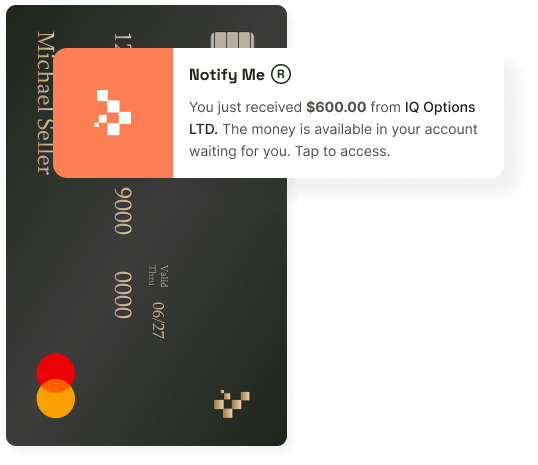 Michael Seller
12
9000 0000
Valid
Thru
06/27
Notify Me ®
You just received $600.00 from IQ Options
LTD. The money is available in your account
waiting for you. Tap to access.